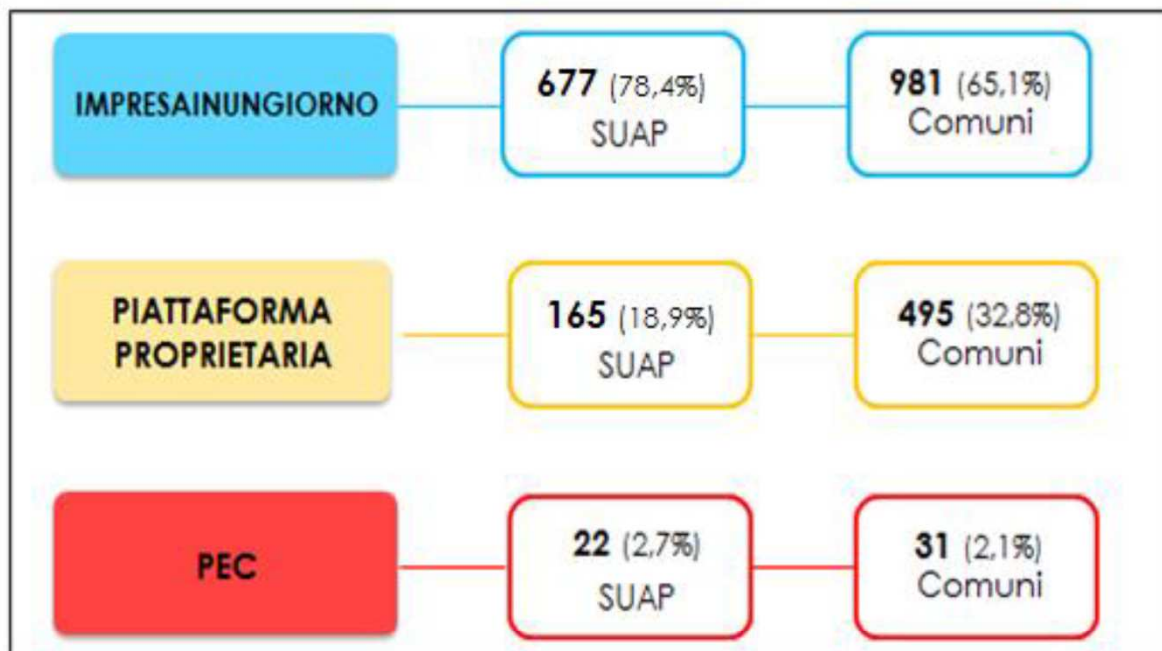 IMPRESAINUNGIORNO
677 (78,4%)
SUAP
981 (65,1%)
Comuni
PIATTAFORMA
PROPRIETARIA
165 (18,9%)
SUAP
495 (32,8%)
Comuni
PEC
22 (2,7%)
SUAP
31 (2,1%)
Comuni